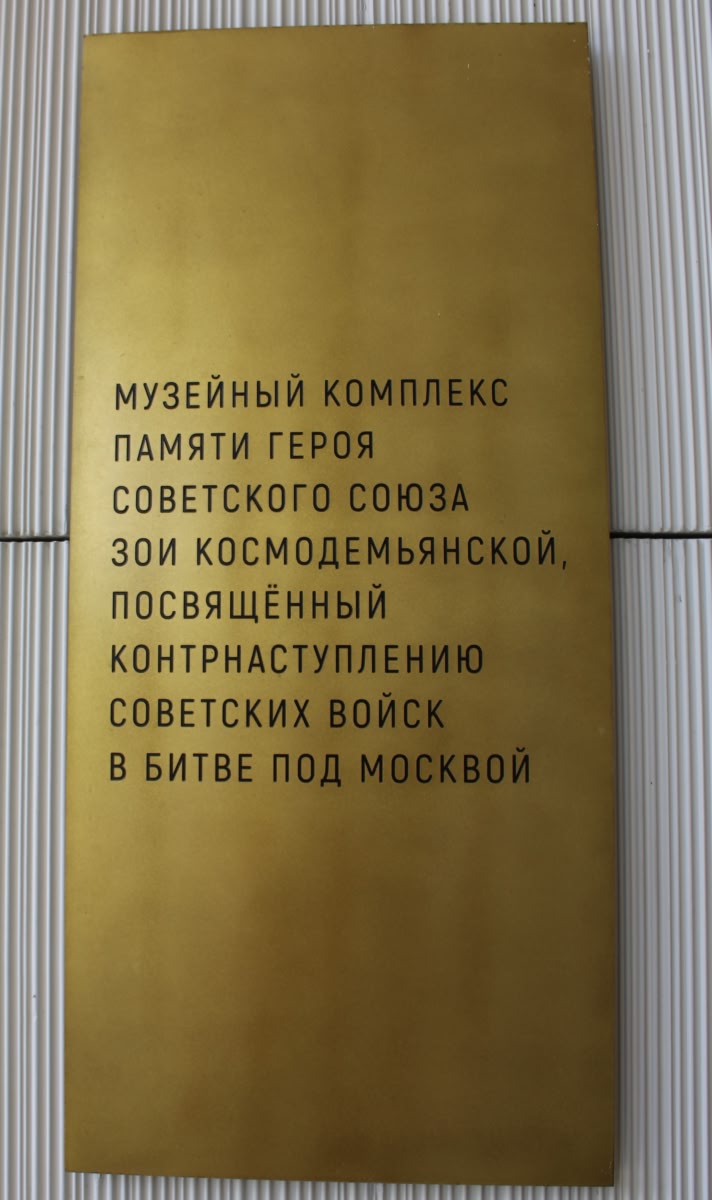 МУЗЕЙНЫЙ КОМПЛЕКС
ПАМЯТИ ГЕРОЯ
СОВЕТСКОГО СОЮЗА
ЗОИ КОСМОДЕМЬЯНСКОЙ,
ПОСВЯЩЁННЫЙ
КОНТРНАСТУПЛЕНИЮ
СОВЕТСКИХ ВОЙСК
В БИТВЕ ПОД МОСКВОЙ